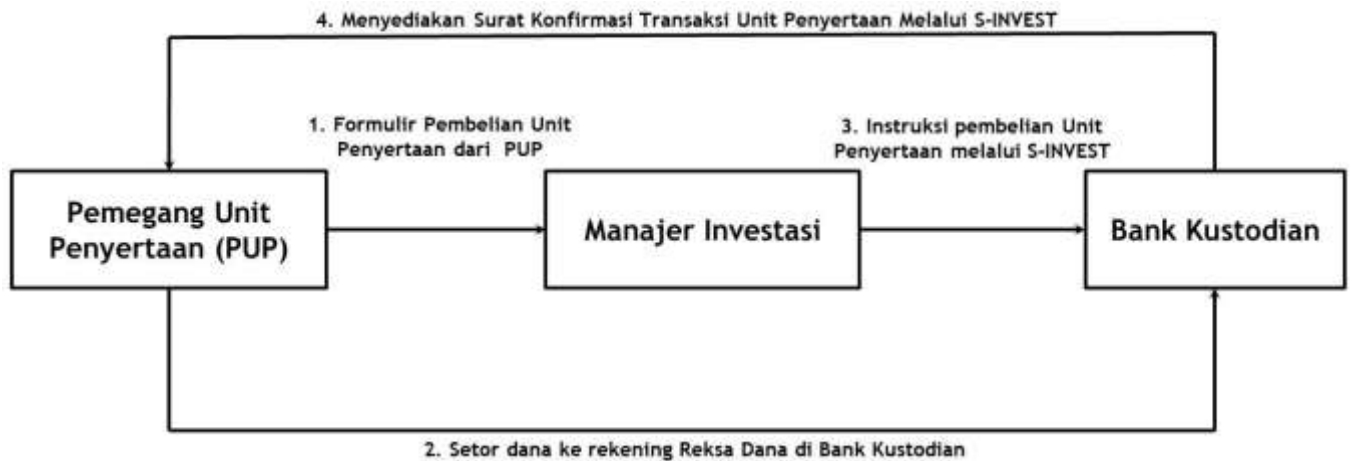 4. Menyediakan Surat Konfirmasi Transaksi Unit Penyertaan Melalui S-INVEST
1. Formulir Pembelian Unit
Penyertaan dari PUP
3. Instruksi pembelian Unit
Penyertaan melalui S-INVEST
Pemegang Unit
Penyertaan (PUP)
Manajer Investasi
Bank Kustodian
2. Setor dana ke rekening Reksa Dana di Bank Kustodian